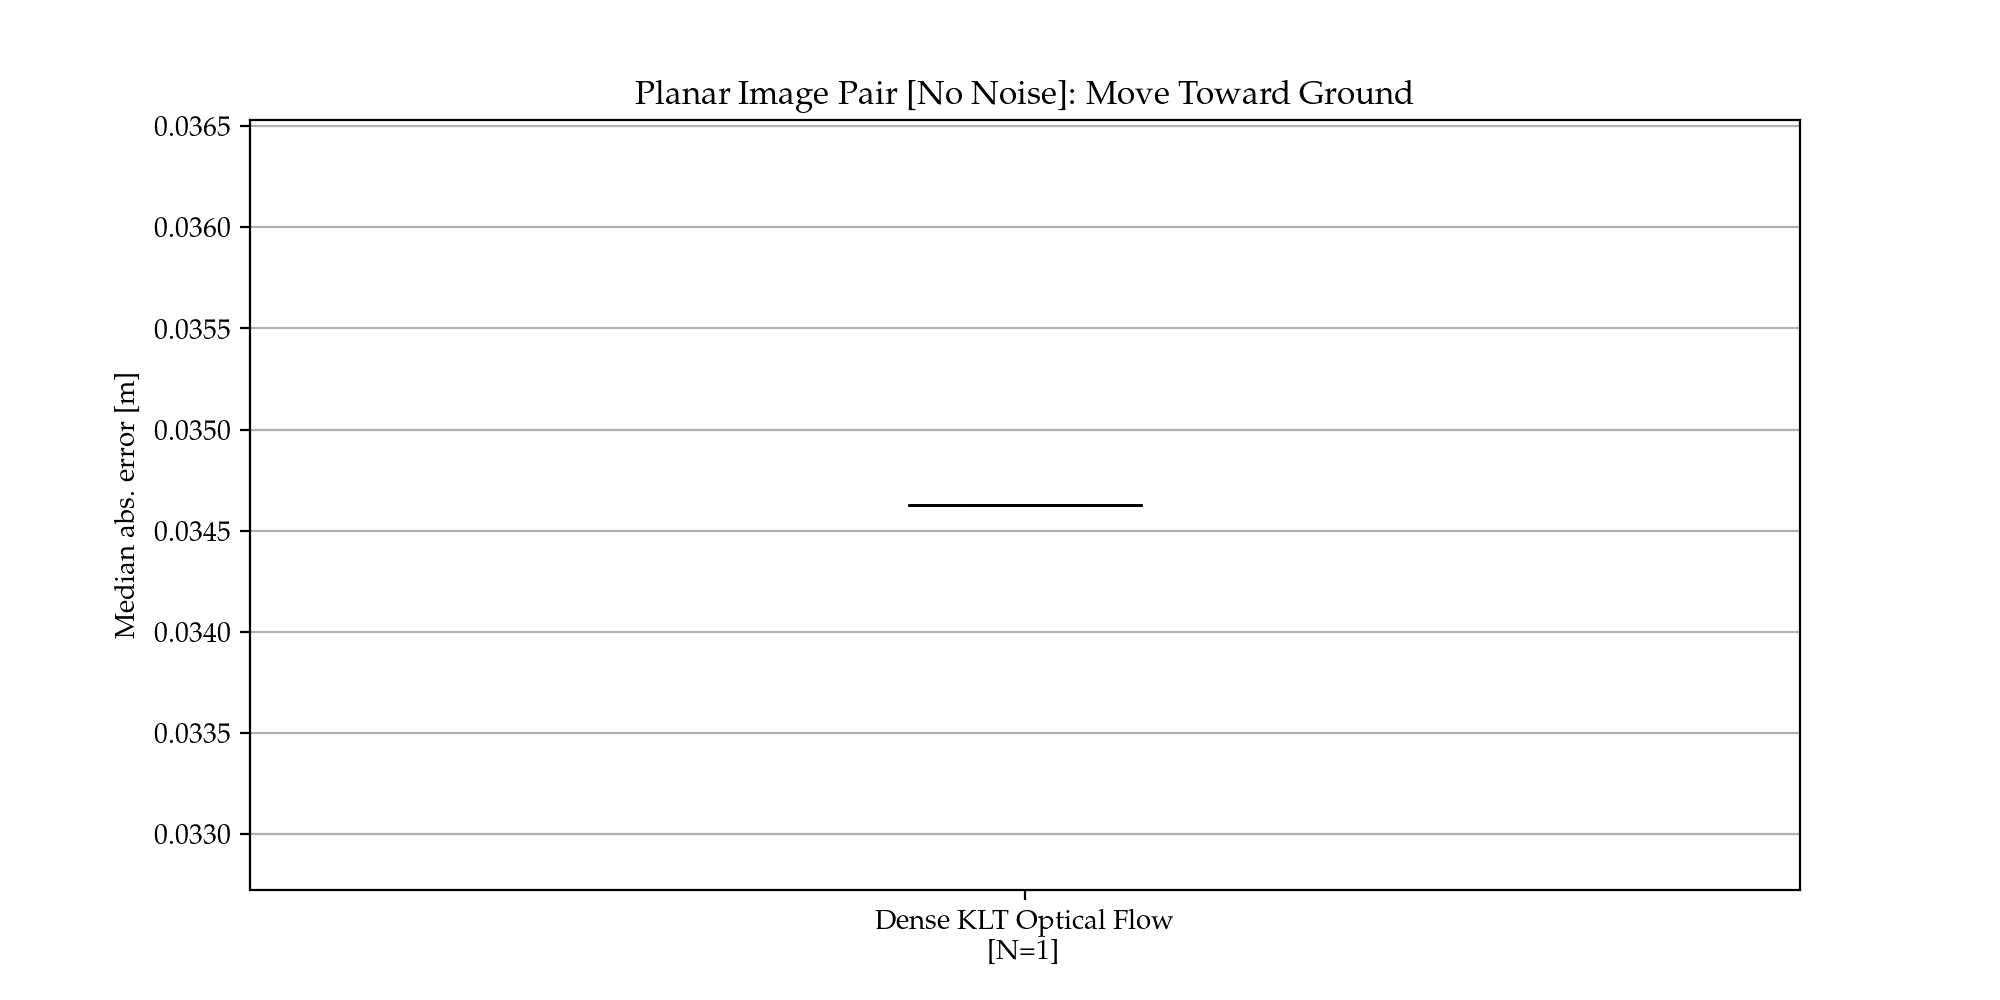 Planar Image Pair [No Noise]: Move Toward Ground
0.0365
0.0360
0.0355
0.0350
0.0345
0.0340
0.0335
0.0330
Median abs. error [m]
Dense KLT Optical Flow
[N=1]